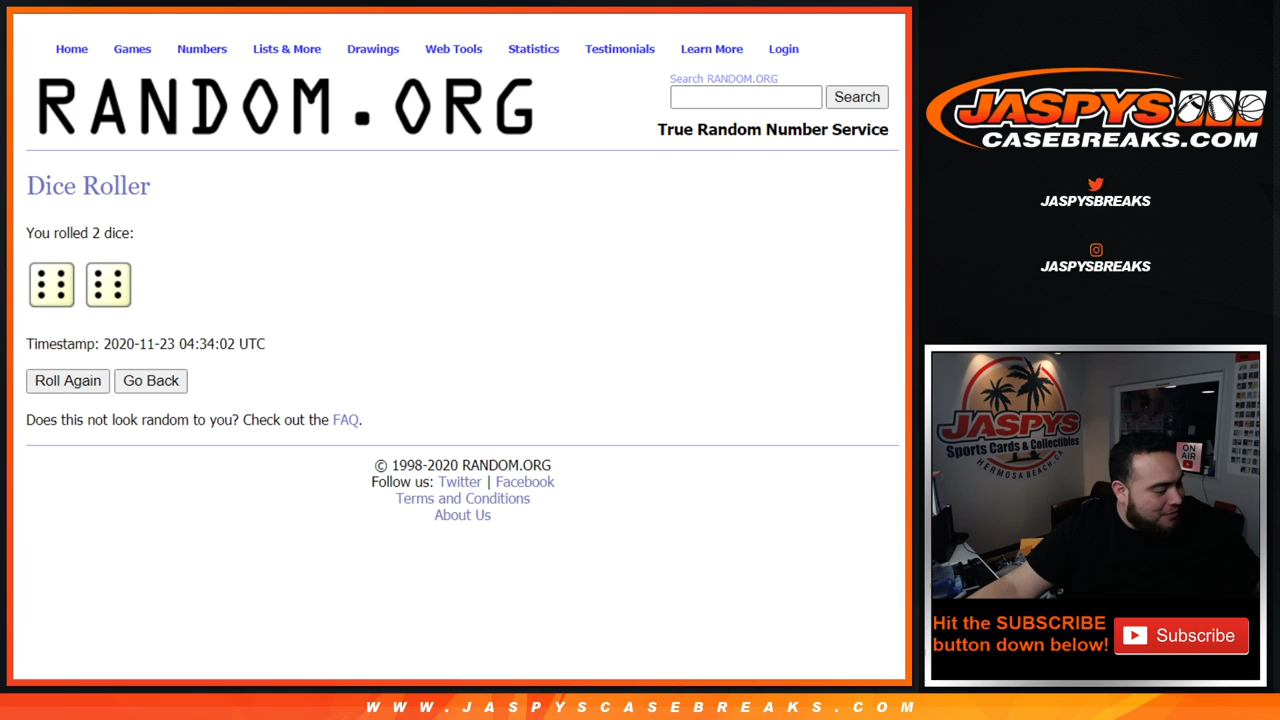 Home Games Numbers Lists & More Drawings Web Tools Statistics Testimonials Learn More Login
RANDOM.ORG
Search RANDOM.ORG
Search
True Random Number Service
Dice Roller
You rolled 2 dice:
Timestamp: 2020-11-23 04:34:02 UTC
Roll Again Go Back
Does this not look random to you? Check out the FAQ.
© 1998-2020 RANDOM.ORG
Follow us: Twitter | Facebook
Terms and Conditions
About Us
JASPYS
CASEBREAKS.COM
JASPYSBREAKS
JASPYSBREAKS
JASPYS
Sports Cards & Collectibles
HERMOSA BEACH, CA
ON
AIR
Hit the SUBSCRIBE
button down below!
Subscribe
WWW.JASPYSCASEBREAKS.COM